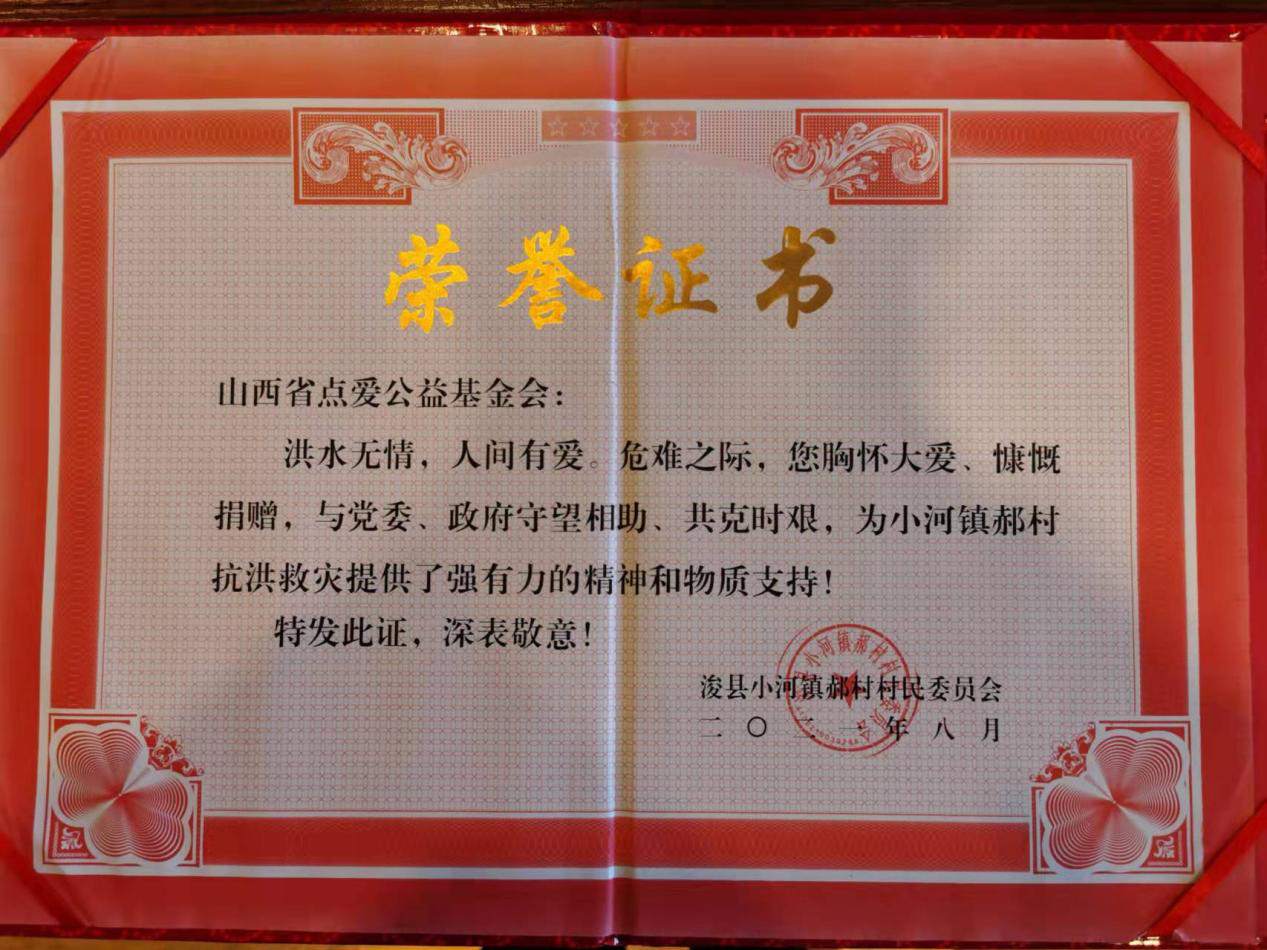 荣誉证书
山西省点爱公益基金会：
洪水无情，人间有爱。危难之际，您胸怀大爱、慷慨
捐赠，与党委、政府守望相助、共克时艰，为小河镇郝村
抗洪救灾提供了强有力的精神和物质支持！
特发此证，深表敬意！
浚县小河镇郝村村民委员会
二〇二一年八月